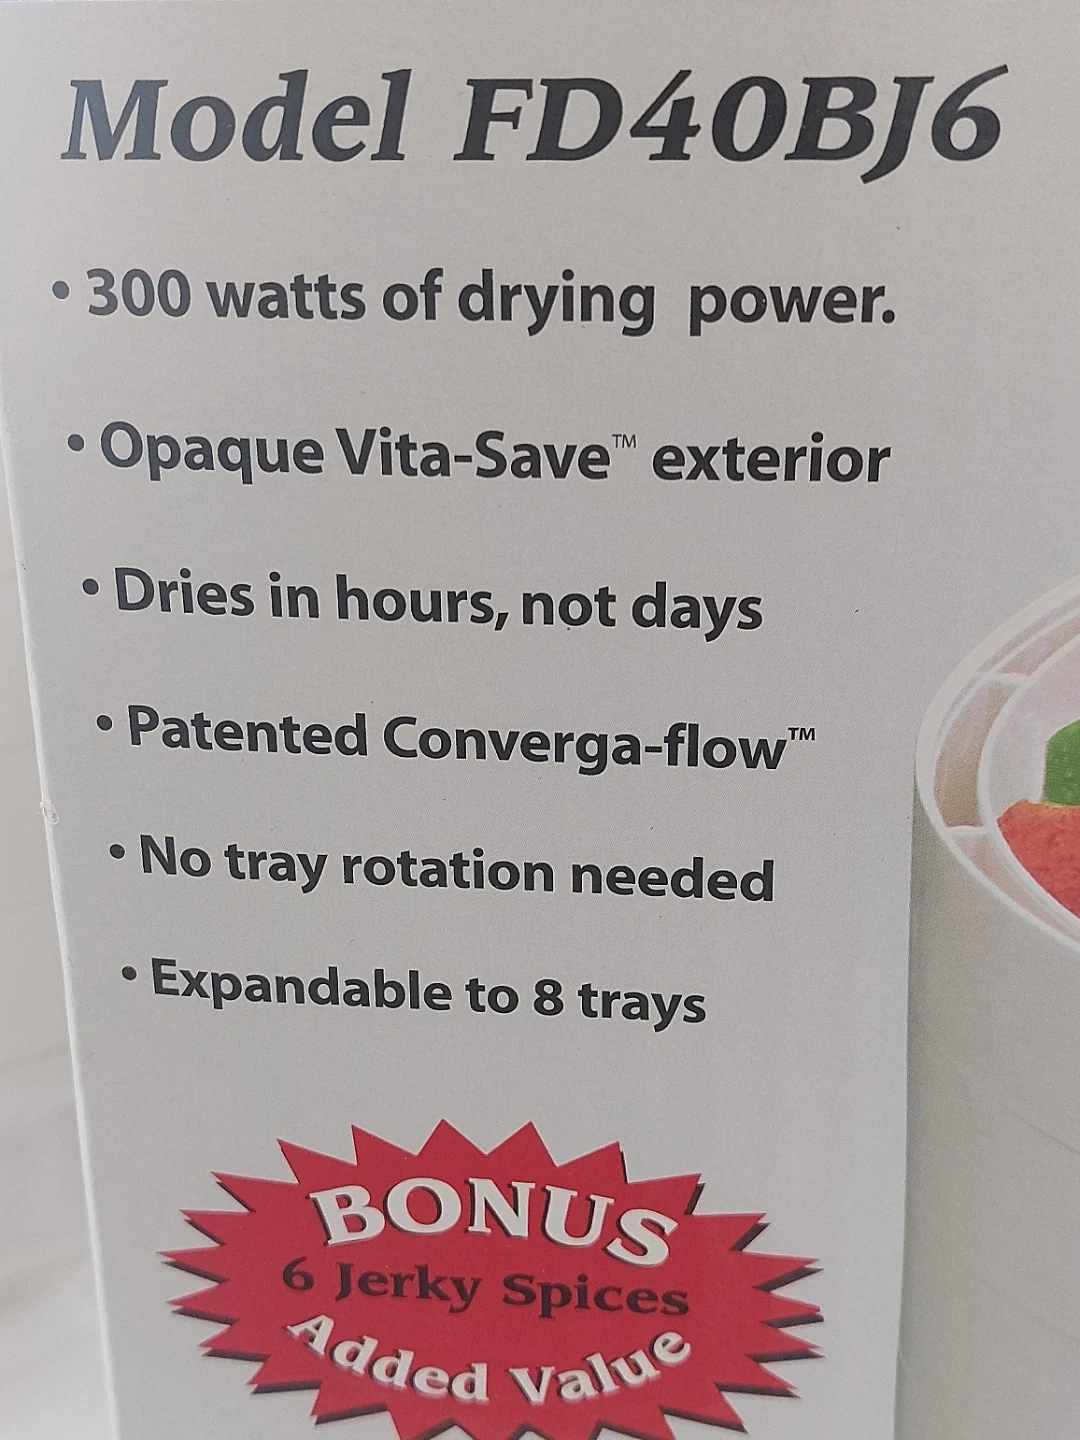 Model FD40BJ6
• 300 watts of drying power.
• Opaque Vita-Save™ exterior
• Dries in hours, not days
• Patented Converga-flow™
• No tray rotation needed
• Expandable to 8 trays
BONUS
6 Jerky Spices
Added Value